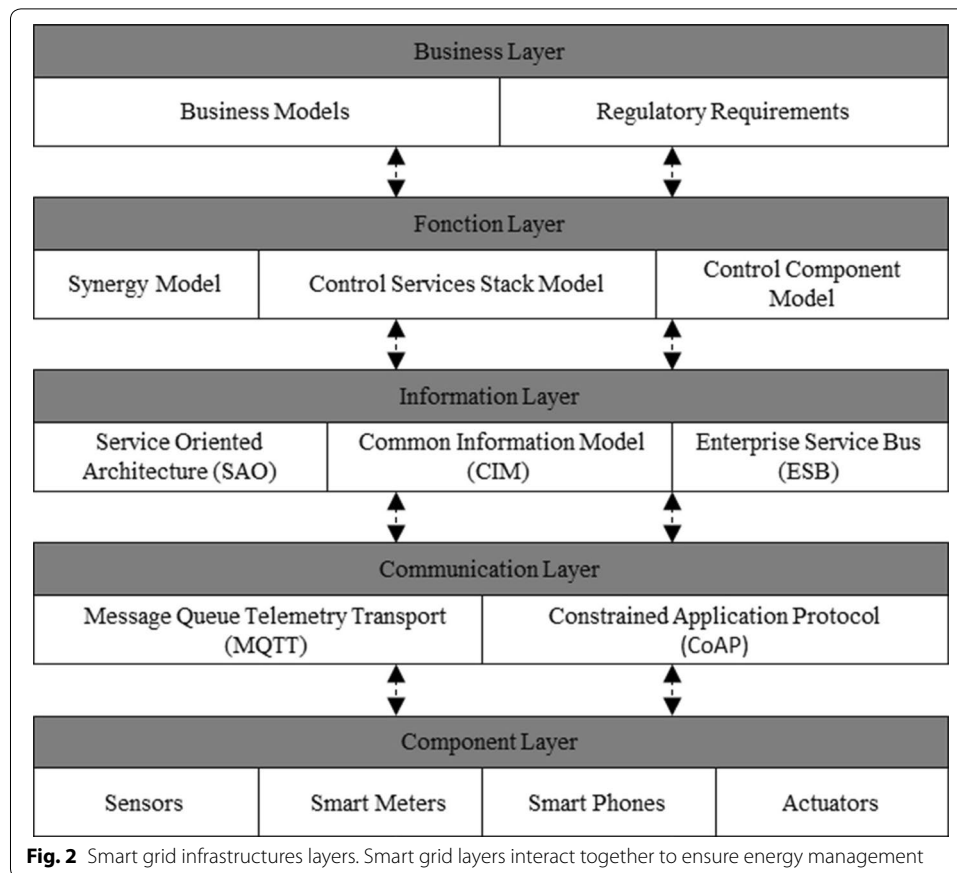 Business Layer
Business Models
Regulatory Requirements
Fonction Layer
Synergy Model
Control Services Stack Model
Control Component
Model
Information Layer
Service Oriented
Architecture (SAO)
Common Information Model
(CIM)
Enterprise Service Bus
(ESB)
Communication Layer
Message Queue Telemetry Transport
(MQTT)
Constrained Application Protocol
(CoAP)
Component Layer
Sensors
Smart Meters
Smart Phones
Actuators
Fig. 2 Smart grid infrastructures layers. Smart grid layers interact together to ensure energy management